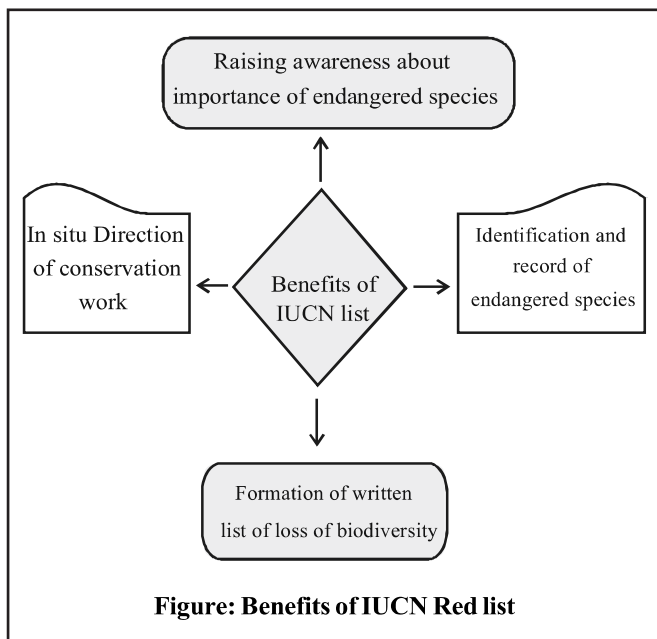 Raising awareness about
importance of endangered species
In situ Direction
of conservation
work
Benefits of
IUCN list
Identification and
record of
endangered species
Formation of written
list of loss of biodiversity
Figure: Benefits of IUCN Red list